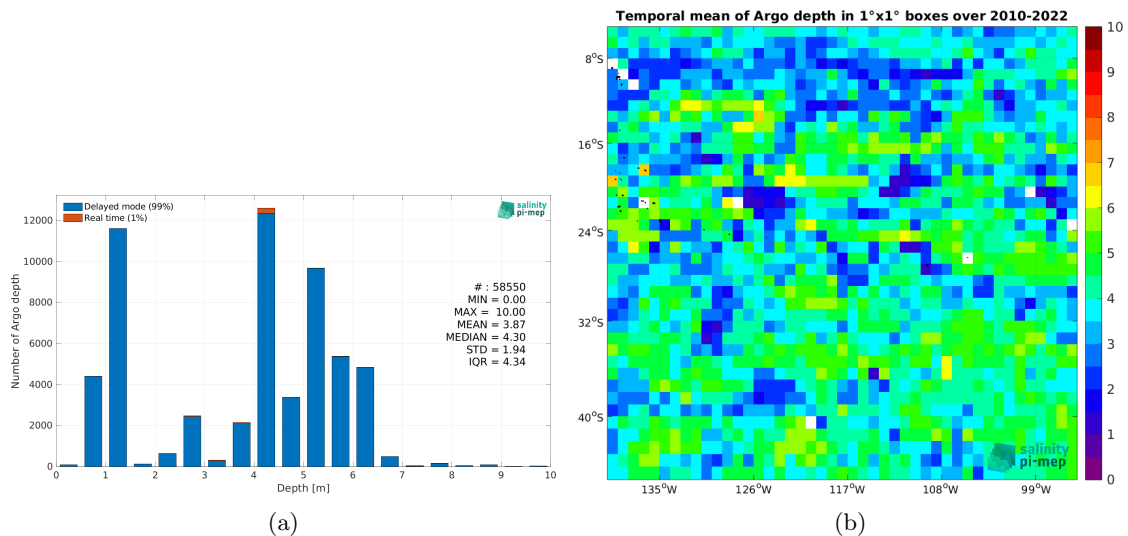 Delayed mode (99%)
Real time (1%)
salinity
pi-mep
12000
10000
8000
6000
4000
2000
0
Number of Argo depth
# : 58550
MIN = 0.00
MAX = 10.00
MEAN = 3.87
MEDIAN = 4.30
STD = 1.94
IQR = 4.34
0 1 2 3 4 5 6 7 8 9 10
Depth [m]
(a)
Temporal mean of Argo depth in 1°x1° boxes over 2010-2022
8°S
16°S
24°S
32°S
40°S
135°W 126°W 117°W 108°W 99°W
salinity
pi-mep
10
9
8
7
6
5
4
3
2
1
0
(b)